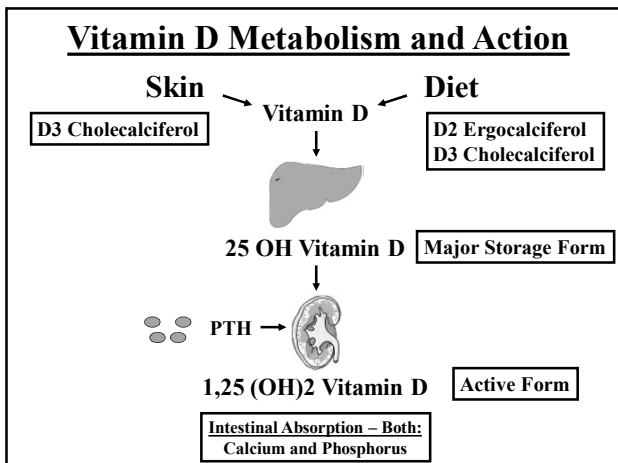 Vitamin D Metabolism and Action
Skin
Diet
Vitamin D
D3 Cholecalciferol
D2 Ergocalciferol
D3 Cholecalciferol
25 OH Vitamin D
Major Storage Form
PTH
1,25 (OH)2 Vitamin D
Active Form
Intestinal Absorption – Both:
Calcium and Phosphorus